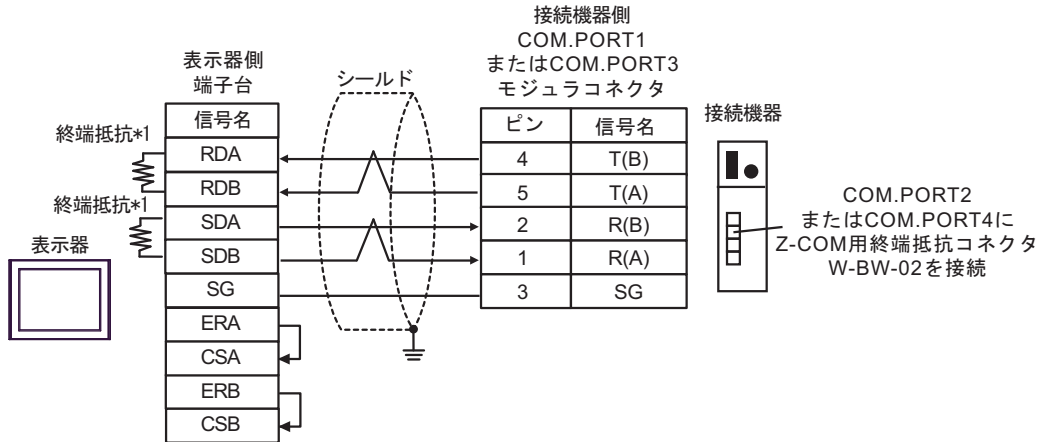 接続機器側
COM.PORT1
またはCOM.PORT3
モジュラコネクタ
表示器側
端子台
シールド
接続機器
信号名
ピン 信号名
終端抵抗*1
RDA
4 T(B)
RDB
5 T(A)
終端抵抗*1
SDA
2 R(B)
SDB
1 R(A)
SG
3 SG
ERA
CSA
ERB
CSB
表示器
COM.PORT2
またはCOM.PORT4に
Z-COM用終端抵抗コネクタ
W-BW-02を接続